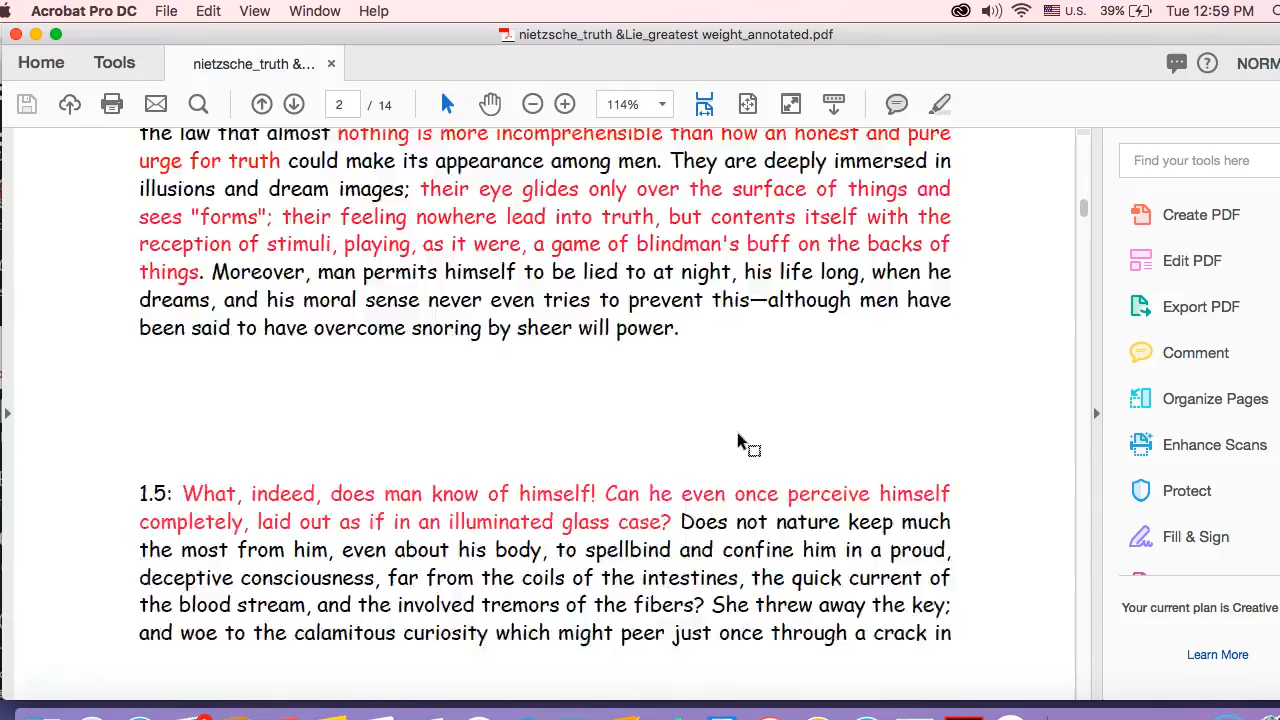 Acrobat Pro DC File Edit View Window Help U.S. 39% Tue 12:59 PM
nietzsche_truth &Lie_greatest weight_annotated.pdf
Home Tools nietzsche_truth &... × ? NORM
2 / 14 114%
the law that almost nothing is more incomprehensible than how an honest and pure
urge for truth could make its appearance among men. They are deeply immersed in
illusions and dream images; their eye glides only over the surface of things and
sees "forms"; their feeling nowhere lead into truth, but contents itself with the
reception of stimuli, playing, as it were, a game of blindman's buff on the backs of
things. Moreover, man permits himself to be lied to at night, his life long, when he
dreams, and his moral sense never even tries to prevent this—although men have
been said to have overcome snoring by sheer will power.
1.5: What, indeed, does man know of himself! Can he even once perceive himself
completely, laid out as if in an illuminated glass case? Does not nature keep much
the most from him, even about his body, to spellbind and confine him in a proud,
deceptive consciousness, far from the coils of the intestines, the quick current of
the blood stream, and the involved tremors of the fibers? She threw away the key;
and woe to the calamitous curiosity which might peer just once through a crack in
Find your tools here
Create PDF
Edit PDF
Export PDF
Comment
Organize Pages
Enhance Scans
Protect
Fill & Sign
Your current plan is Creative
Learn More